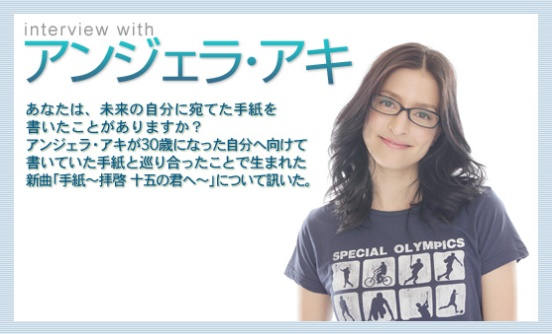 interview with
アンジェラ・アキ
あなたは、未来の自分に宛てた手紙を
書いたことがありますか？
アンジェラ・アキが30歳になった自分へ向けて
書いていた手紙と巡り合ったことで生まれた
新曲「手紙～拝啓 十五の君へ～」について訊いた。
SPECIAL OLYMPICS